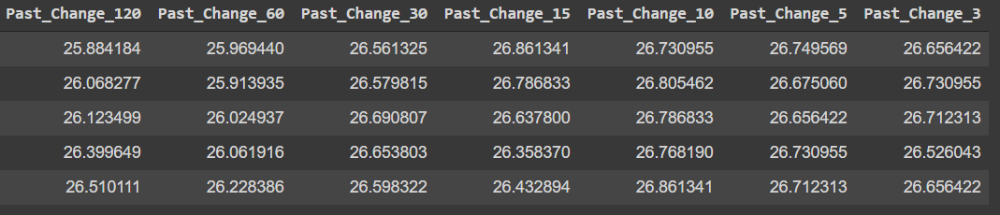 Past_Change_120 Past_Change_60 Past_Change_30 Past_Change_15 Past_Change_10 Past_Change_5 Past_Change_3
25.884184 25.969440 26.561325 26.861341 26.730955 26.749569 26.656422
26.068277 25.913935 26.579815 26.786833 26.805462 26.675060 26.730955
26.123499 26.024937 26.690807 26.637800 26.786833 26.656422 26.712313
26.399649 26.061916 26.653803 26.358370 26.768190 26.730955 26.526043
26.510111 26.228386 26.598322 26.432894 26.861341 26.712313 26.656422